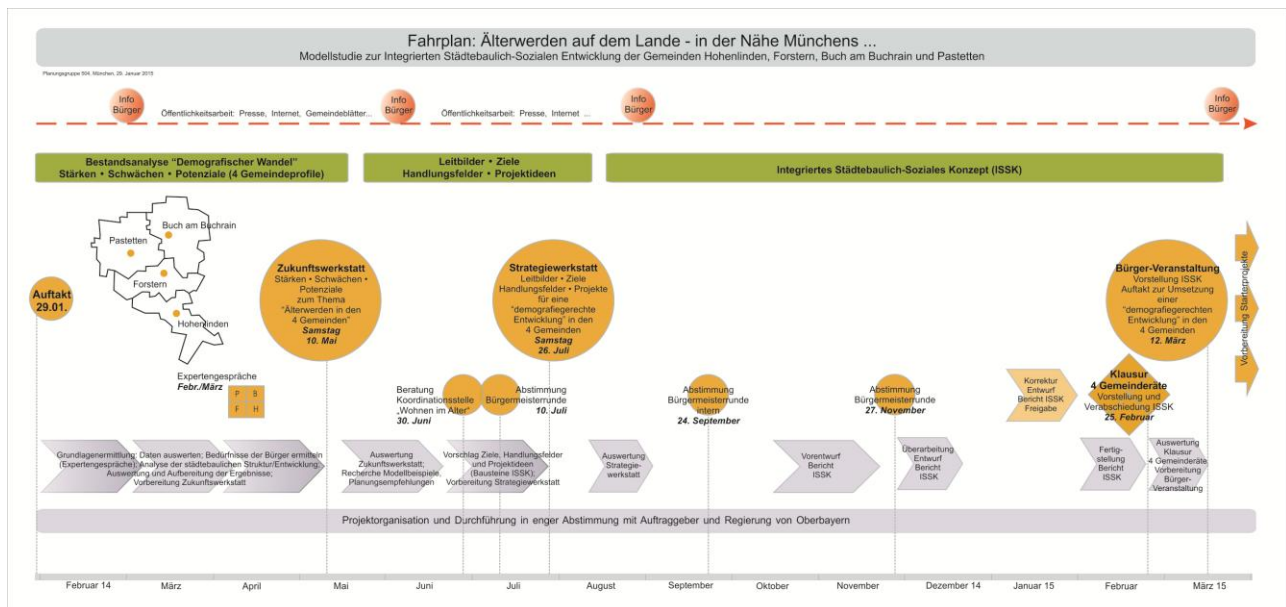 Fahrplan: Älterwerden auf dem Lande - in der Nähe Münchens ...
Modellstudie zur Integrierten Städtebaulich-Sozialen Entwicklung der Gemeinden Hohenlinden, Forstern, Buch am Buchrain und Pastetten
Planungsgruppe 504, München, 29. Januar 2015
Info
Bürger
Öffentlichkeitsarbeit: Presse, Internet, Gemeindeblätter...
Info
Bürger
Öffentlichkeitsarbeit: Presse, Internet ...
Info
Bürger
Info
Bürger
Bestandsanalyse "Demografischer Wandel"
Stärken • Schwächen • Potenziale (4 Gemeindeprofile)
Leitbilder • Ziele
Handlungsfelder • Projektideen
Integriertes Städtebaulich-Soziales Konzept (ISSK)
Buch am Buchrain
Pastetten
Forstern
Hohenlinden
Auftakt
29.01.
Zukunftswerkstatt
Stärken • Schwächen •
Potenziale
zum Thema
"Älterwerden in den
4 Gemeinden"
Samstag
10. Mai
Strategiewerkstatt
Leitbilder • Ziele
Handlungsfelder • Projekte
für eine
"demografiegerechte
Entwicklung" in den
4 Gemeinden
Samstag
26. Juli
Bürger-Veranstaltung
Vorstellung ISSK
Auftakt zur Umsetzung
einer
"demografiegerechten
Entwicklung" in den
4 Gemeinden
12. März
Vorbereitung Starterprojekte
Expertengespräche
Febr./März
P B
F H
Beratung
Koordinationsstelle
„Wohnen im Alter“
30. Juni
Abstimmung
Bürgermeisterrunde
10. Juli
Abstimmung
Bürgermeisterrunde
intern
24. September
Abstimmung
Bürgermeisterrunde
27. November
Korrektur
Entwurf
Bericht ISSK
Freigabe
Klausur
4 Gemeinderäte
Vorstellung und
Verabschiedung ISSK
25. Februar
Grundlagenermittlung: Daten auswerten; Bedürfnisse der Bürger ermitteln
(Expertengespräche); Analyse der städtebaulichen Struktur/Entwicklung;
Auswertung und Aufbereitung der Ergebnisse;
Vorbereitung Zukunftswerkstatt
Auswertung
Zukunftswerkstatt;
Recherche Modellbeispiele,
Planungsempfehlungen
Vorschlag Ziele, Handlungsfelder
und Projektideen
(Bausteine ISSK);
Vorbereitung Strategiewerkstatt
Auswertung
Strategie-
werkstatt
Vorentwurf
Bericht
ISSK
Überarbeitung
Entwurf
Bericht
ISSK
Fertig-
stellung
Bericht
ISSK
Auswertung
Klausur
4 Gemeinderäte
Vorbereitung
Bürger-
Veranstaltung
Projektorganisation und Durchführung in enger Abstimmung mit Auftraggeber und Regierung von Oberbayern
Februar 14 März April Mai Juni Juli August September Oktober November Dezember 14 Januar 15 Februar März 15